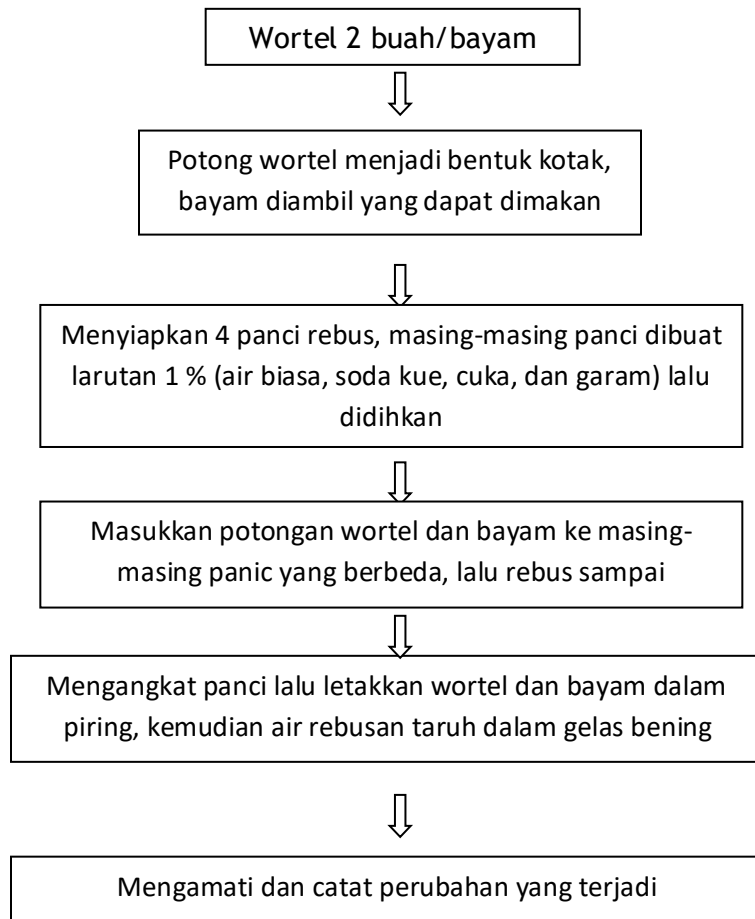 Wortel 2 buah/bayam
Potong wortel menjadi bentuk kotak,
bayam diambil yang dapat dimakan
Menyiapkan 4 panci rebus, masing-masing panci dibuat
larutan 1 % (air biasa, soda kue, cuka, dan garam) lalu
didihkan
Masukkan potongan wortel dan bayam ke masing-
masing panic yang berbeda, lalu rebus sampai
Mengangkat panci lalu letakkan wortel dan bayam dalam
piring, kemudian air rebusan taruh dalam gelas bening
Mengamati dan catat perubahan yang terjadi